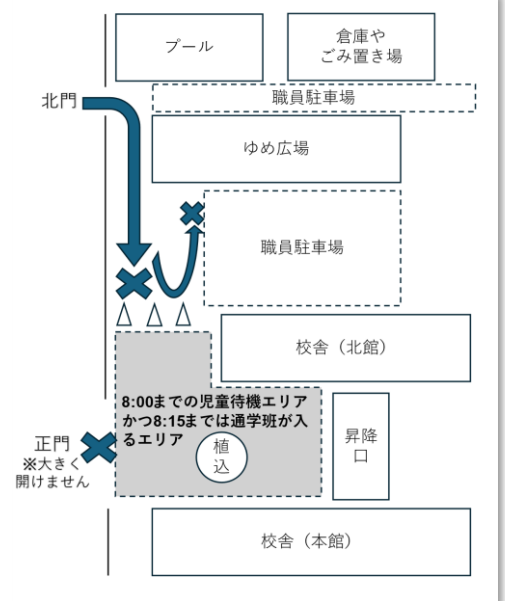 プール
倉庫や
ごみ置き場
職員駐車場
北門
ゆめ広場
職員駐車場
校舎（北館）
8:00までの児童待機エリア
かつ8:15までは通学班が入
るエリア
植
込
昇降
口
正門
※大きく
開けません
校舎（本館）